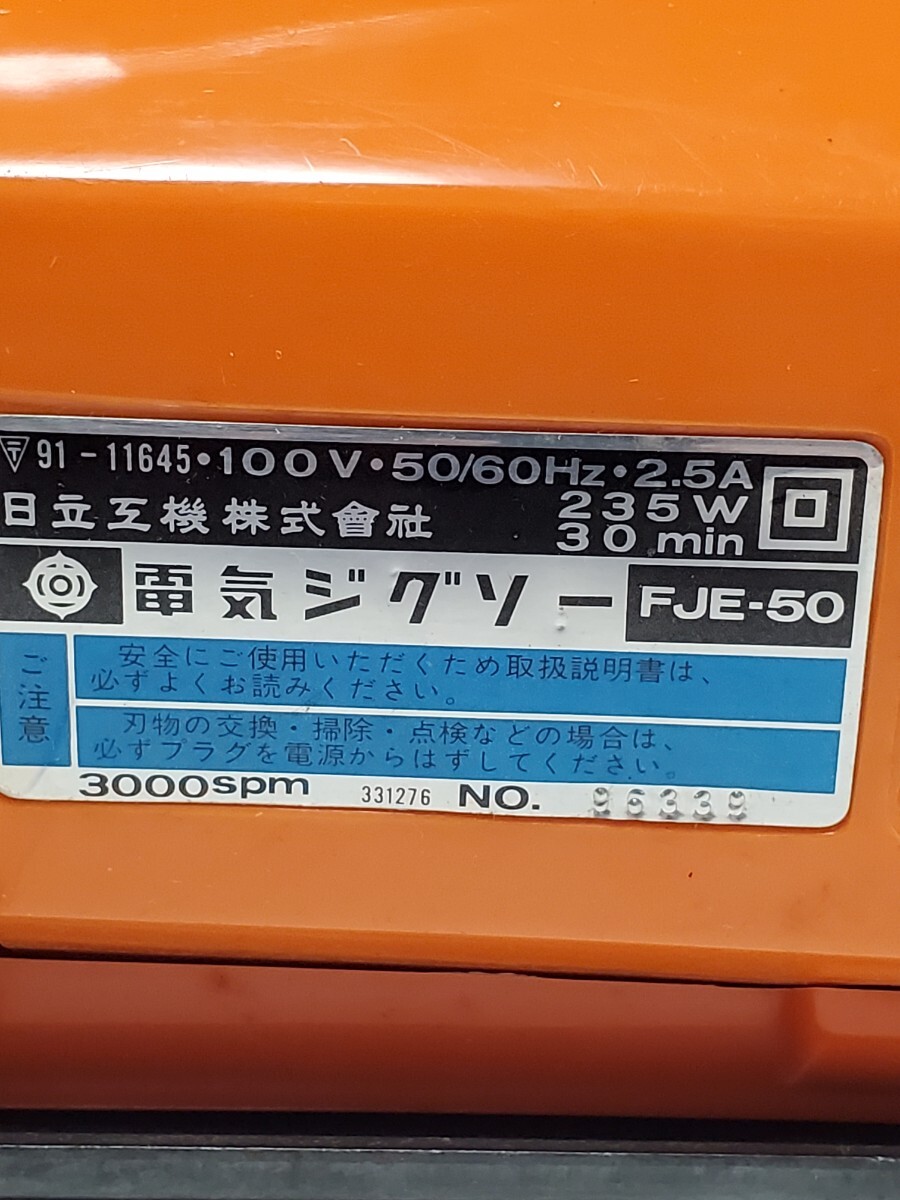 〒91-11645・100V・50/60Hz・2.5A
日立工機株式會社 235W
30 min
電気ジグソー FJE-50
ご注意
安全にご使用いただくため取扱説明書は、
必ずよくお読みください。
刃物の交換・掃除・点検などの場合は、
必ずプラグを電源からはずしてください。
3000spm 331276 NO. 96339